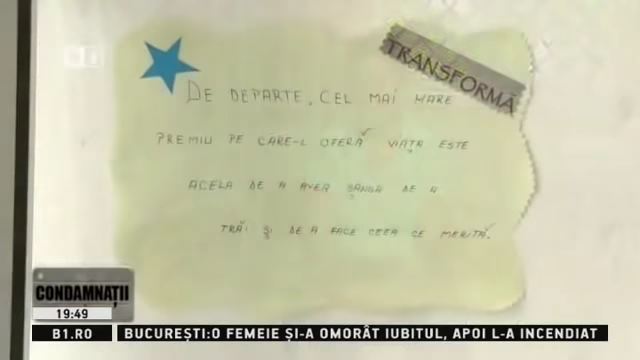 TRANSFORMĂ
DE DEPARTE, CEL MAI MARE
PREMIU PE CARE-L OFERĂ VIAȚA ESTE
ACELA DE A AVEA ȘANSA DE A
TRĂI ȘI DE A FACE CEEA CE MERITĂ.
CONDAMNAȚII
19:49
B1.RO BUCUREȘTI:O FEMEIE ȘI-A OMORÂT IUBITUL, APOI L-A INCENDIAT